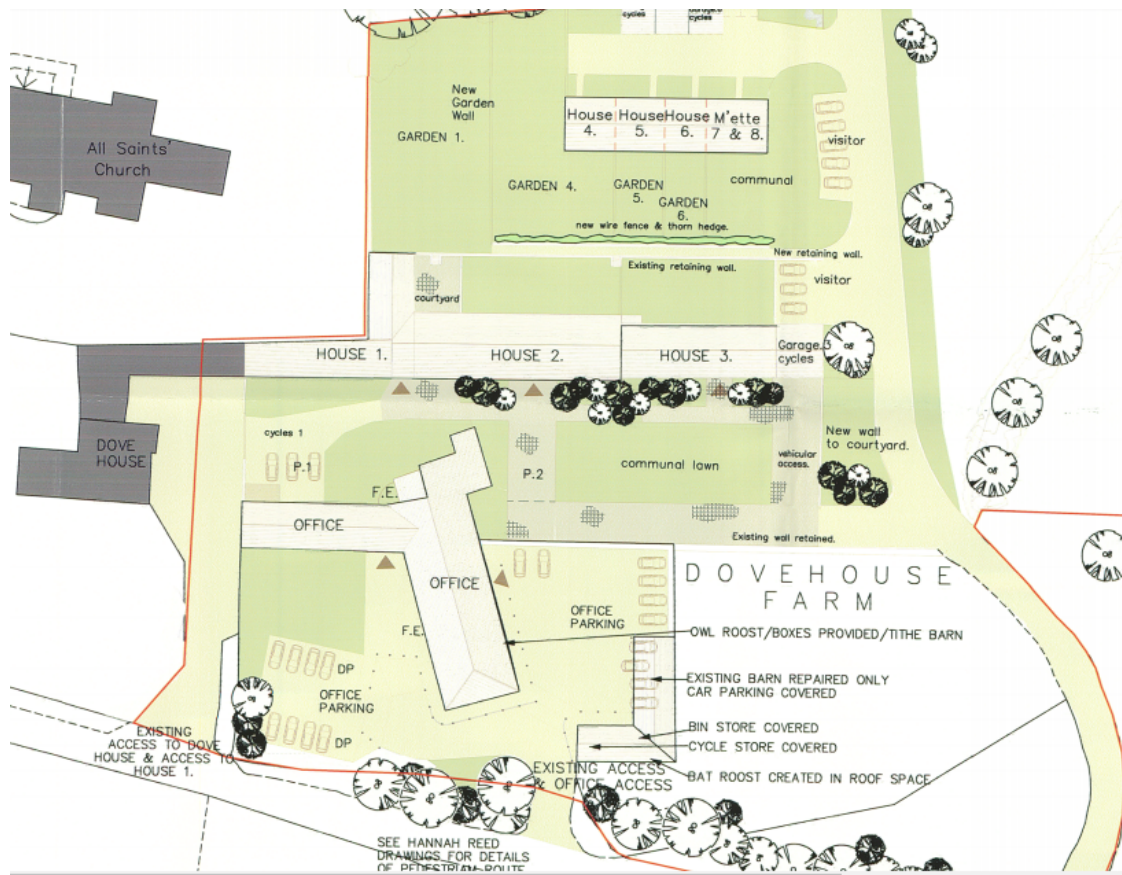 cycles
cycles
New
Garden
Wall
GARDEN 1.
All Saints'
Church
House
4.
House
5.
House
6.
M'ette
7 & 8.
visitor
communal
GARDEN 4.
GARDEN
5.
GARDEN
6.
new wire fence & thorn hedge.
New retaining wall.
Existing retaining wall.
visitor
courtyard
HOUSE 1.
HOUSE 2.
HOUSE 3.
Garage.3
cycles
DOVE
HOUSE
cycles 1
P.1
P.2
communal lawn
vehicular
access.
New wall
to courtyard.
F.E.
OFFICE
OFFICE
Existing wall retained.
DOVEHOUSE
FARM
OFFICE
PARKING
F.E.
OWL ROOST/BOXES PROVIDED/TITHE BARN
DP
OFFICE
PARKING
DP
EXISTING BARN REPAIRED ONLY
CAR PARKING COVERED
BIN STORE COVERED
CYCLE STORE COVERED
BAT ROOST CREATED IN ROOF SPACE
EXISTING
ACCESS TO DOVE
HOUSE & ACCESS TO
HOUSE 1.
EXISTING ACCESS
& OFFICE ACCESS
SEE HANNAH REED
DRAWINGS FOR DETAILS
OF PEDESTRIAN ROUTE